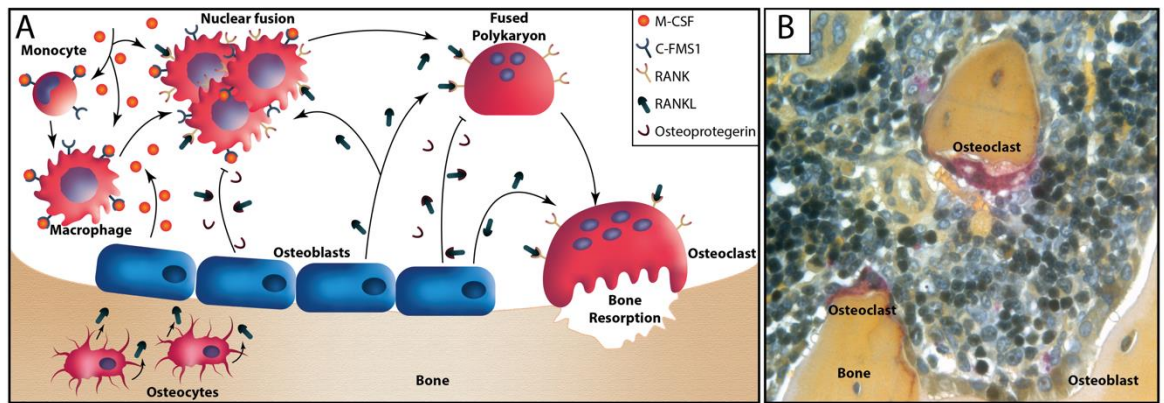 A
Monocyte
Nuclear fusion
Fused
Polykaryon
M-CSF
C-FMS1
RANK
RANKL
Osteoprotegerin
Macrophage
Osteoblasts
Osteoclast
Bone
Resorption
Osteocytes
Bone
B
Osteoclast
Osteoclast
Bone
Osteoblast